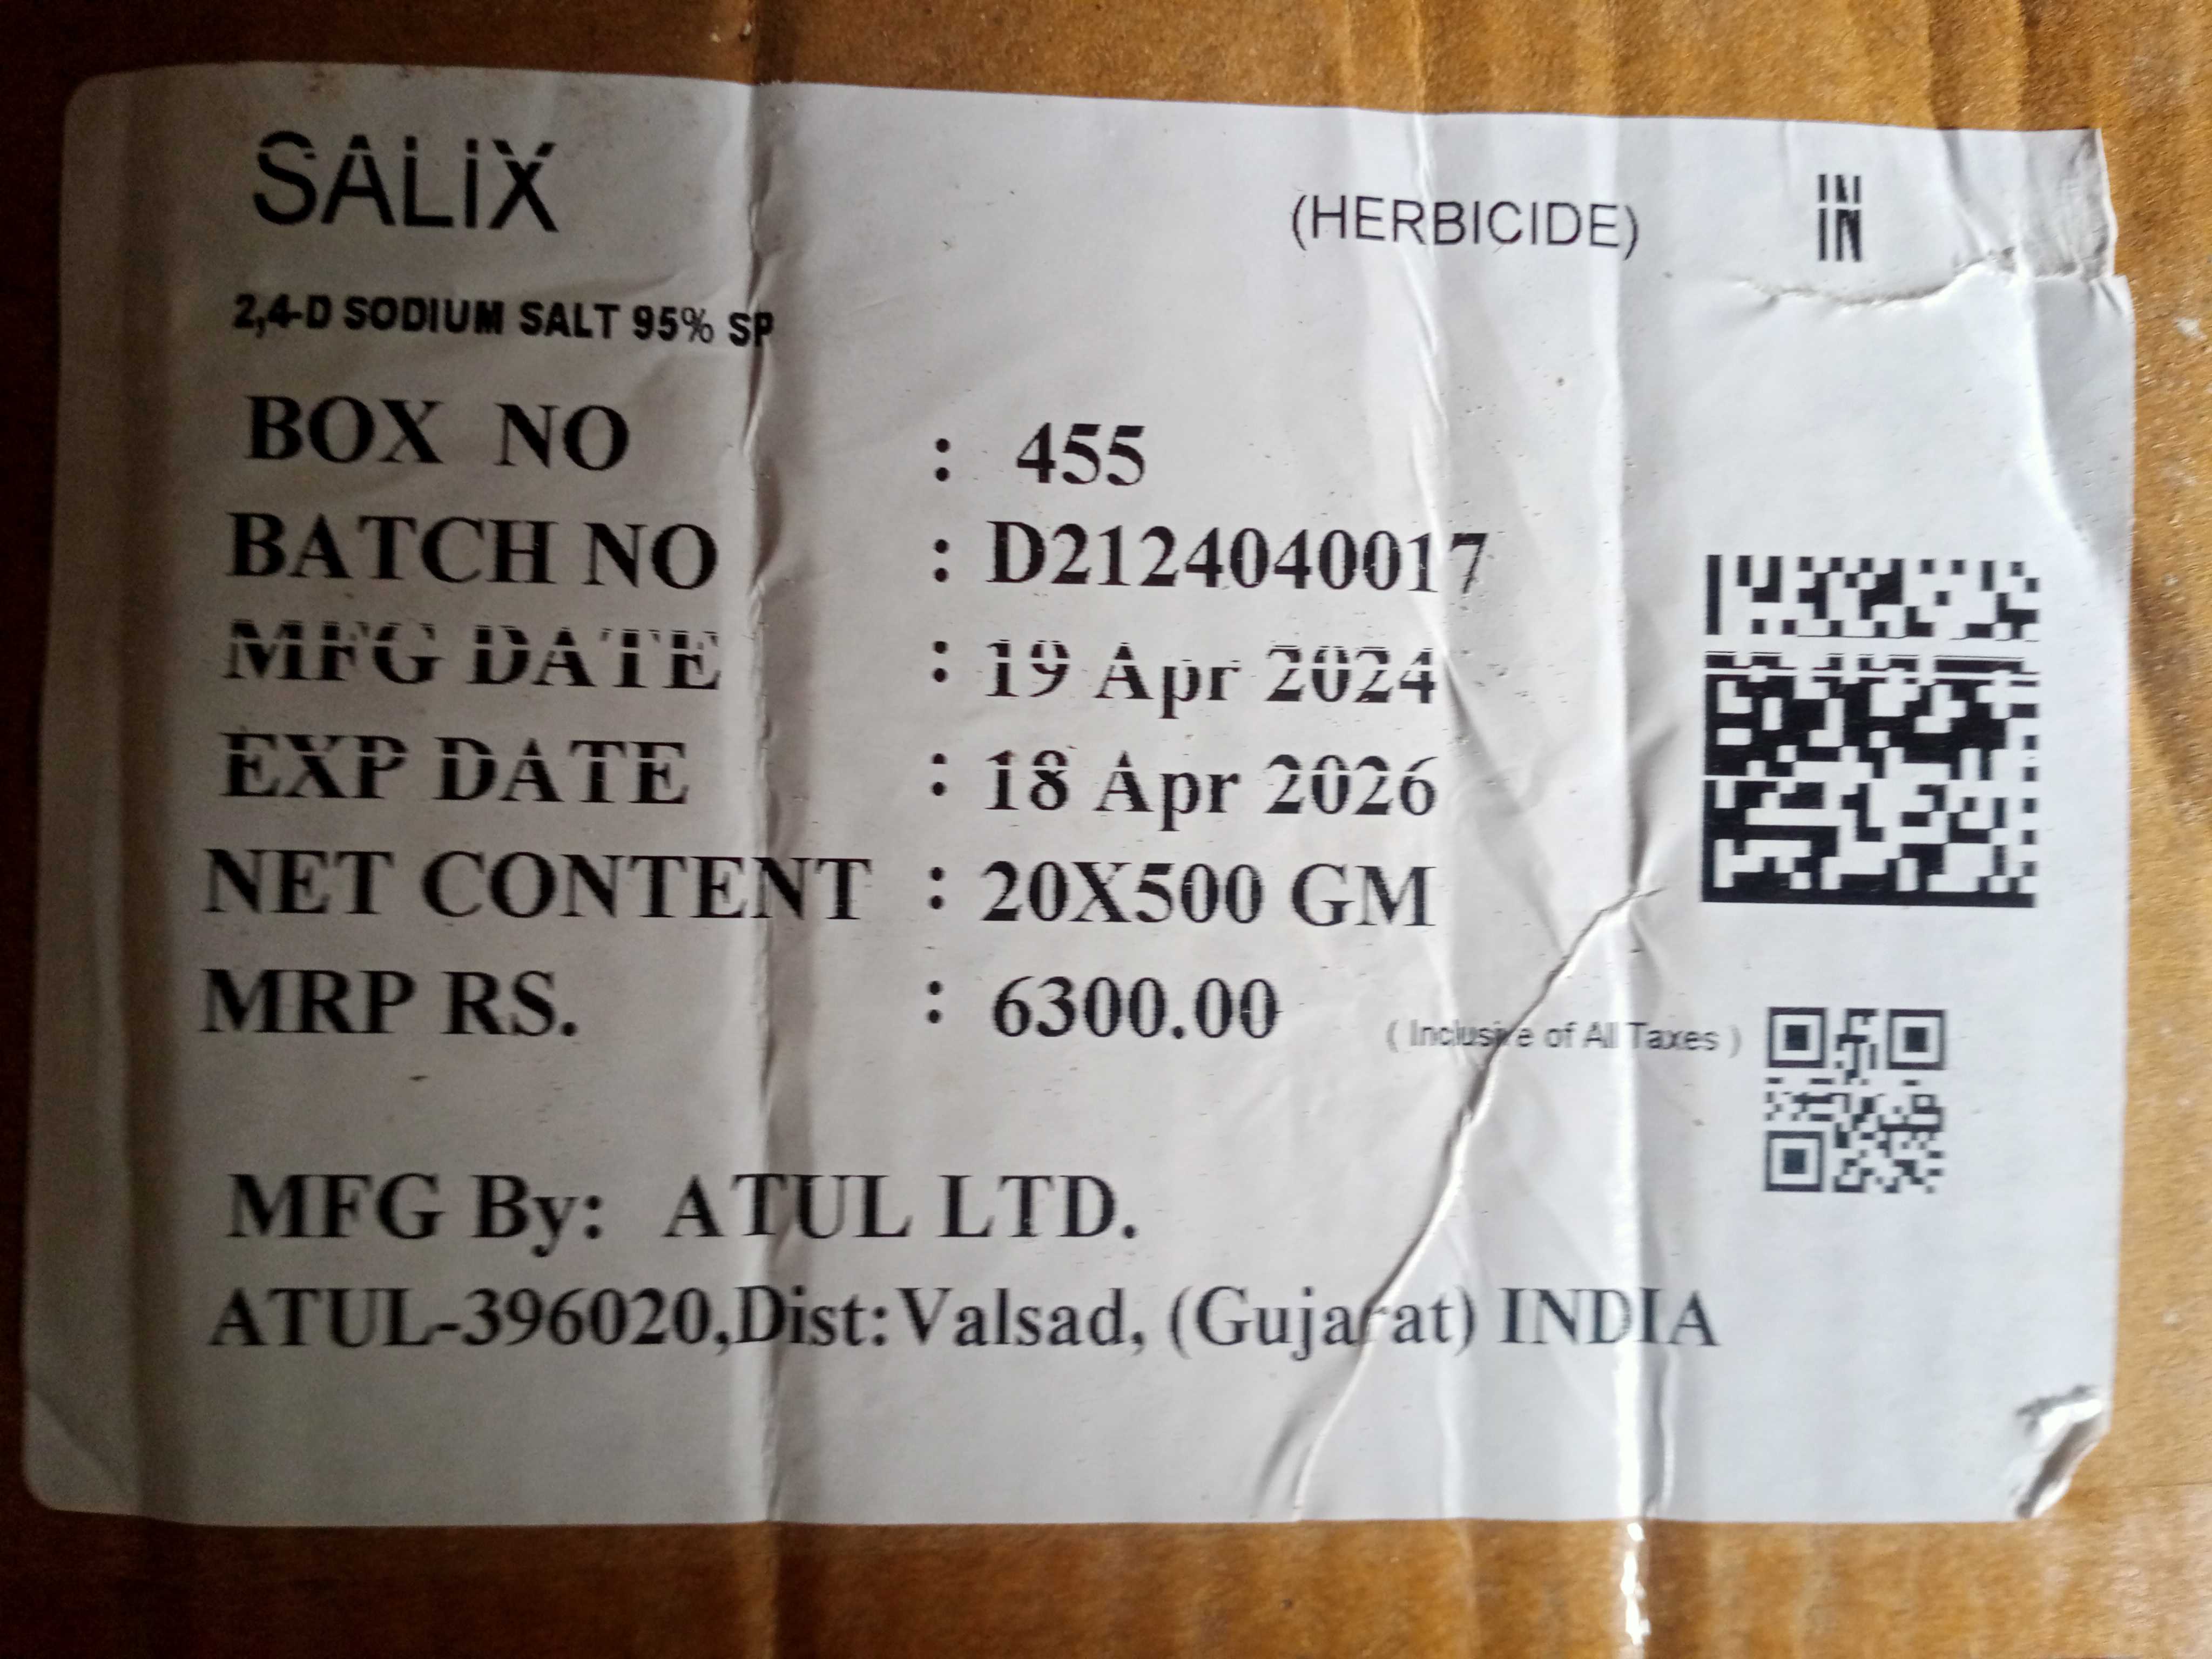 SALiX
(HERBICIDE) IN
2,4-D SODIUM SALT 95% SP
BOX NO : 455
BATCH NO : D2124040017
MFG DATE : 19 Apr 2024
EXP DATE : 18 Apr 2026
NET CONTENT : 20X500 GM
MRP RS. : 6300.00 ( Inclusive of All Taxes )
MFG By: ATUL LTD.
ATUL-396020,Dist:Valsad, (Gujarat) INDIA